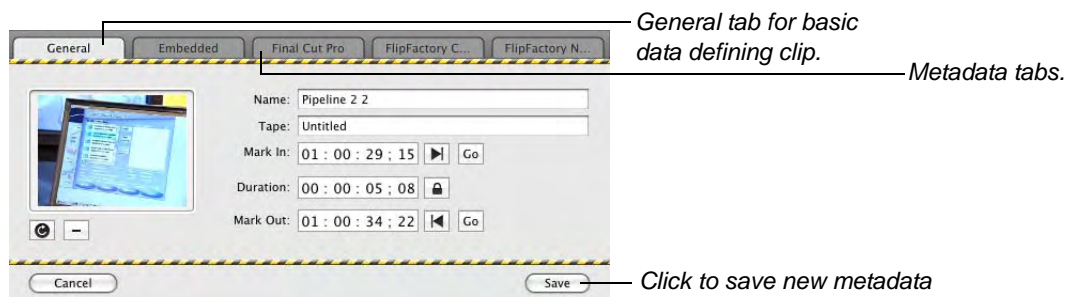 General tab for basic
data defining clip.
General Embedded Final Cut Pro FlipFactory C... FlipFactory N...
Metadata tabs.
Name: Pipeline 2 2
Tape: Untitled
Mark In: 01 : 00 : 29 ; 15 Go
Duration: 00 : 00 : 05 ; 08
Mark Out: 01 : 00 : 34 ; 22 Go
Cancel Save
Click to save new metadata